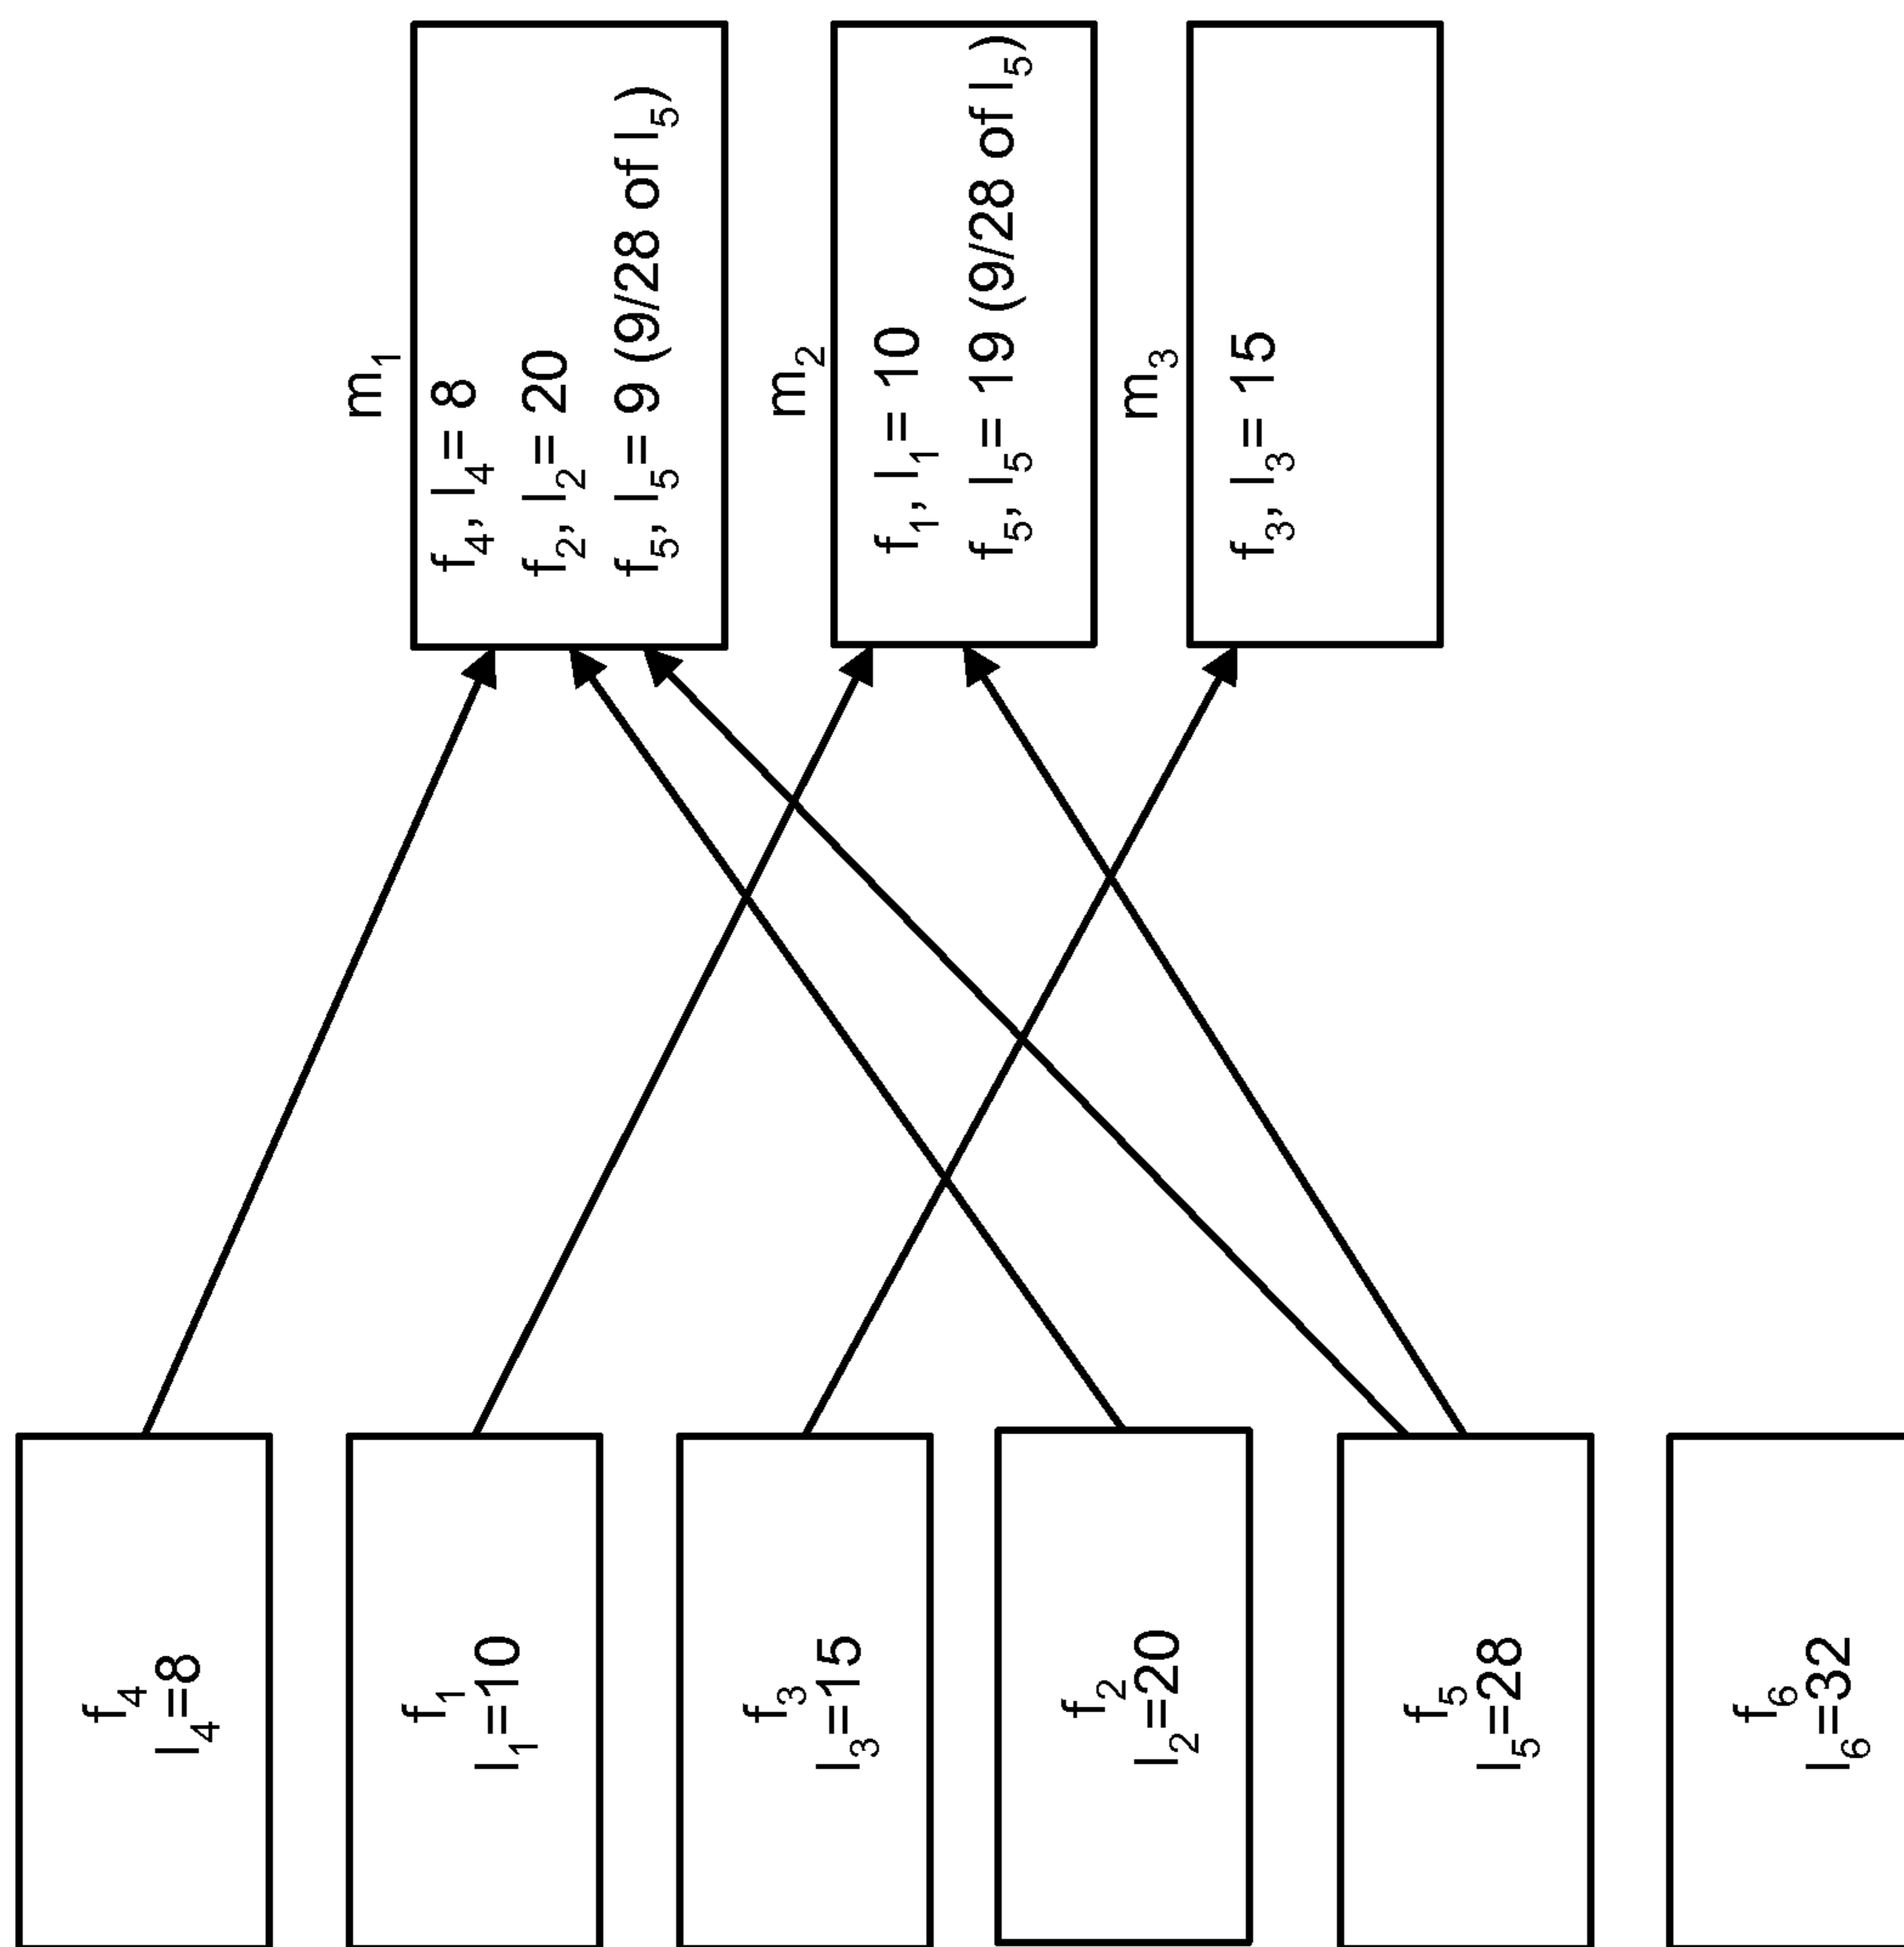 m1
f4, l4= 8
f2, l2= 20
f5, l5= 9 (9/28 of l5)
m2
f1, l1= 10
f5, l5= 19 (9/28 of l5)
m3
f3, l3= 15
f4
l4=8
f1
l1=10
f3
l3=15
f2
l2=20
f5
l5=28
f6
l6=32